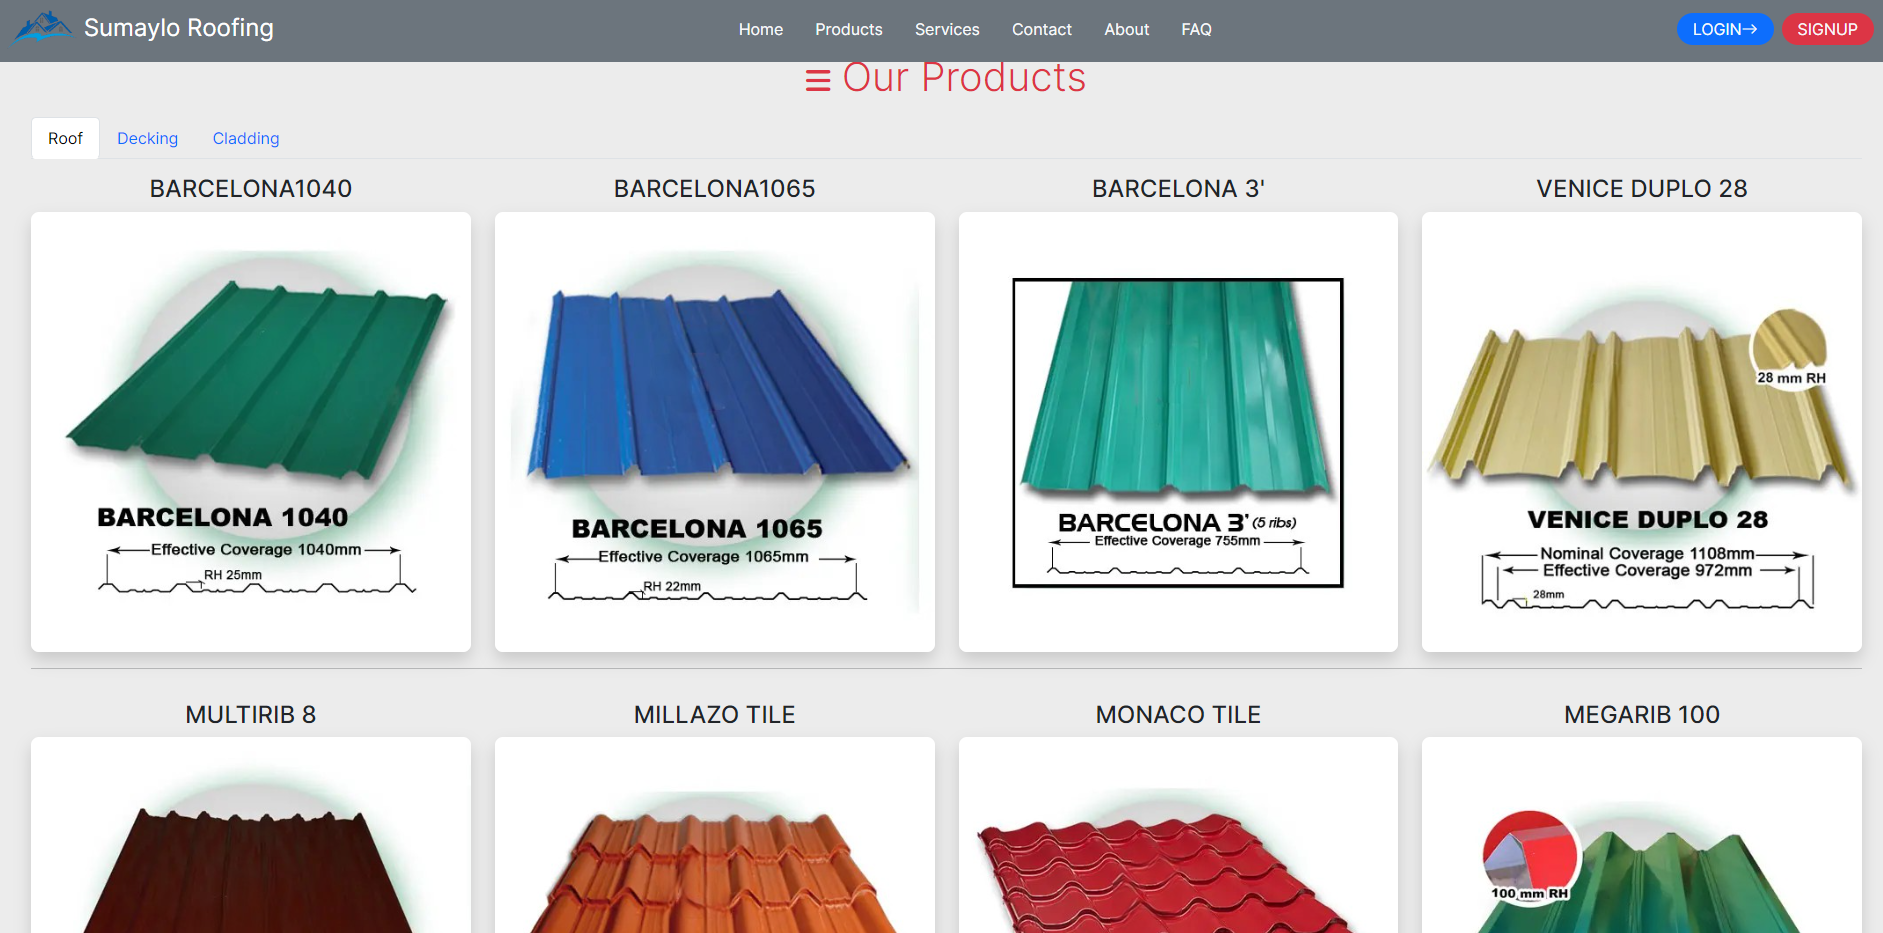 Sumaylo Roofing
Home Products Services Contact About FAQ
LOGIN→ SIGNUP
Our Products
Roof Decking Cladding
BARCELONA1040
BARCELONA 1040
Effective Coverage 1040mm
RH 25mm
BARCELONA1065
BARCELONA 1065
Effective Coverage 1065mm
RH 22mm
BARCELONA 3'
BARCELONA 3' (5 ribs)
Effective Coverage 755mm
VENICE DUPLO 28
28 mm RH
VENICE DUPLO 28
Nominal Coverage 1108mm
Effective Coverage 972mm
28mm
MULTIRIB 8
MILLAZO TILE
MONACO TILE
MEGARIB 100
100 mm RH